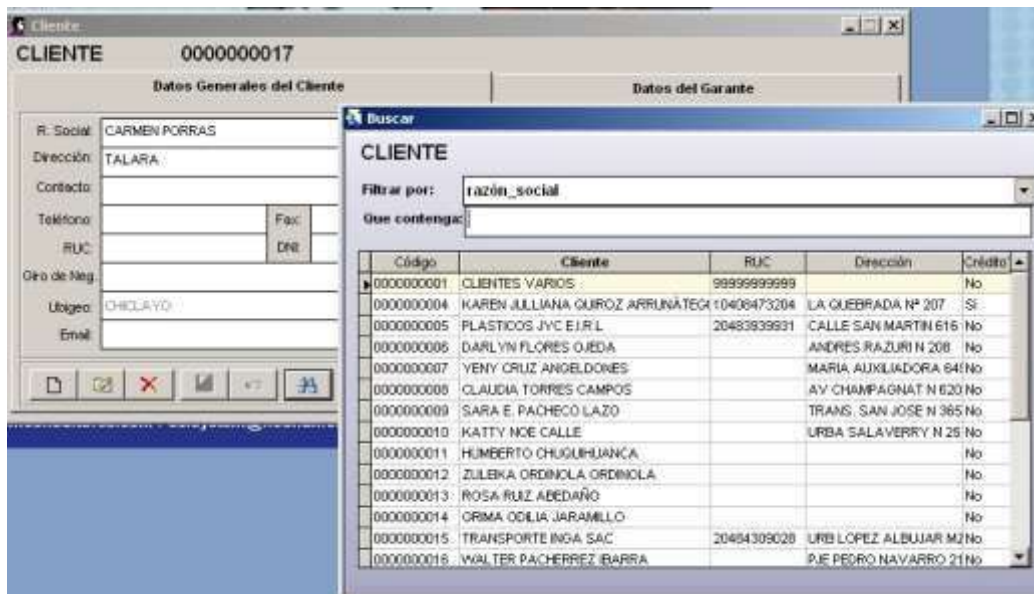 Cliente
CLIENTE 0000000017
Datos Generales del Cliente Datos del Garante
R. Social: CARMEN PORRAS
Dirección: TALARA
Contacto:
Teléfono: Fax:
RUC: DNI:
Giro de Neg.
Ubigeo: CHICLAYO
Email:
Buscar
CLIENTE
Filtrar por: razón_social
Que contenga:
Código Cliente RUC Dirección Crédito
0000000001 CLIENTES VARIOS 99999999999 No
0000000004 KAREN JULLIANA QUIROZ ARRUNÀTEG 10408473204 LA QUEBRADA Nº 207 Si
0000000005 PLASTICOS JYC E.I.R.L 20483939931 CALLE SAN MARTIN 616 No
0000000006 DARLYN FLORES OJEDA ANDRES RAZURI N 208 No
0000000007 YENY CRUZ ANGELDONES MARIA AUXILIADORA No
0000000008 CLAUDIA TORRES CAMPOS AV CHAMPAGNAT N 620 No
0000000009 SARA E. PACHECO LAZO TRANS. SAN JOSE N 365 No
0000000010 KATTY NOE CALLE URBA SALAVERRY N 25 No
0000000011 HUMBERTO CHUQUIHUANCA No
0000000012 ZULEIKA ORDINOLA ORDINOLA No
0000000013 ROSA RUIZ ABEDAÑO No
0000000014 GRIMA ODILIA JARAMILLO No
0000000015 TRANSPORTE INGA SAC 20484309028 URB LOPEZ ALBUJAR MZ No
0000000016 WALTER PACHERREZ IBARRA PJE PEDRO NAVARRO 21 No